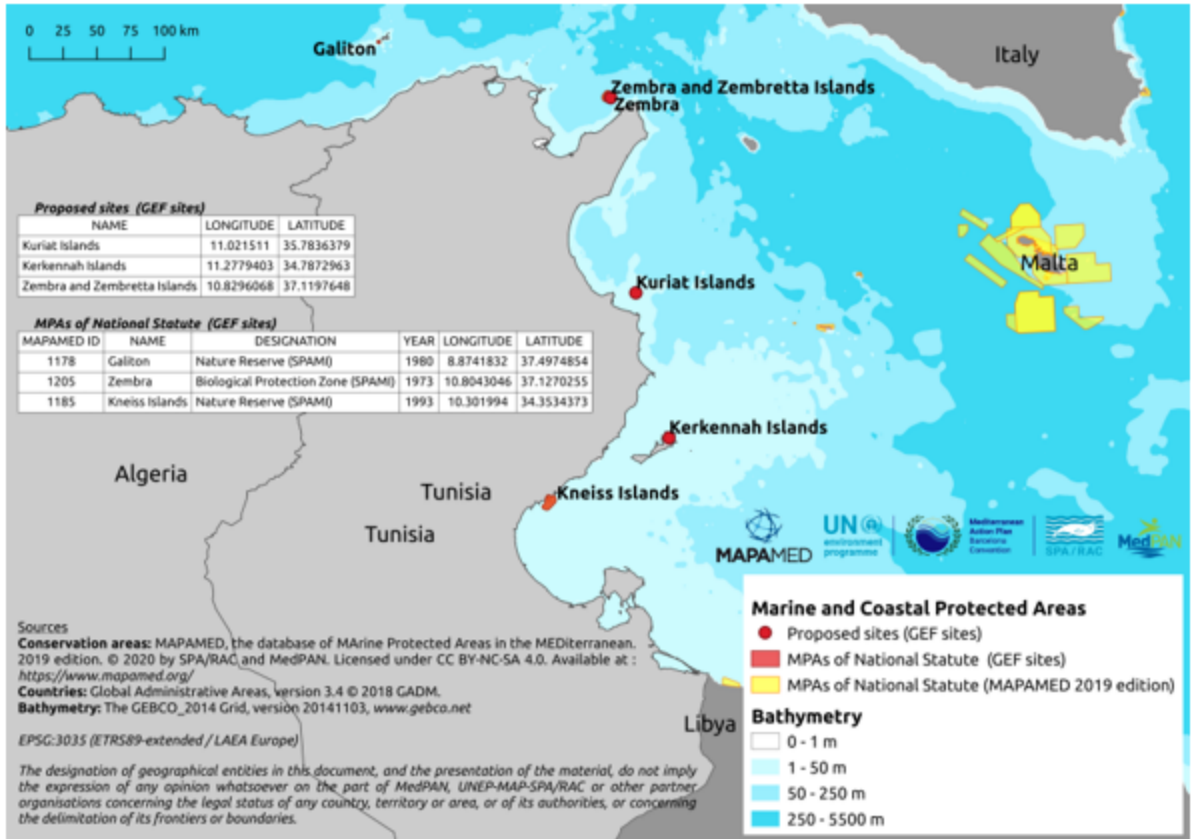 0 25 50 75 100 km
Galiton
Italy
Zembra and Zembretta Islands
Zembra
Proposed sites (GEF sites)
NAME LONGITUDE LATITUDE
Kuriat Islands 11.021511 35.7836379
Kerkennah Islands 11.2779403 34.7872963
Zembra and Zembretta Islands 10.8296068 37.1197648
Malta
Kuriat Islands
MPAs of National Statute (GEF sites)
MAPAMED ID NAME DESIGNATION YEAR LONGITUDE LATITUDE
1178 Galiton Nature Reserve (SPAMI) 1980 8.8741832 37.4974854
1205 Zembra Biological Protection Zone (SPAMI) 1973 10.8043046 37.1270255
1185 Kneiss Islands Nature Reserve (SPAMI) 1993 10.301994 34.3534373
Kerkennah Islands
Algeria
Tunisia
Kneiss Islands
Tunisia
MAPAMED
UN
environment
programme
Mediterranean
Action Plan
Barcelona
Convention
SPA/RAC
MedPAN
Marine and Coastal Protected Areas
Proposed sites (GEF sites)
MPAs of National Statute (GEF sites)
MPAs of National Statute (MAPAMED 2019 edition)
Bathymetry
0 - 1 m
1 - 50 m
50 - 250 m
250 - 5500 m
Libya
Sources
Conservation areas: MAPAMED, the database of MArine Protected Areas in the MEDiterranean.
2019 edition. © 2020 by SPA/RAC and MedPAN. Licensed under CC BY-NC-SA 4.0. Available at :
https://www.mapamed.org/
Countries: Global Administrative Areas, version 3.4 © 2018 GADM.
Bathymetry: The GEBCO_2014 Grid, version 20141103, www.gebco.net
EPSG:3035 (ETRS89-extended / LAEA Europe)
The designation of geographical entities in this document, and the presentation of the material, do not imply
the expression of any opinion whatsoever on the part of MedPAN, UNEP-MAP-SPA/RAC or other partner
organisations concerning the legal status of any country, territory or area, or of its authorities, or concerning
the delimitation of its frontiers or boundaries.